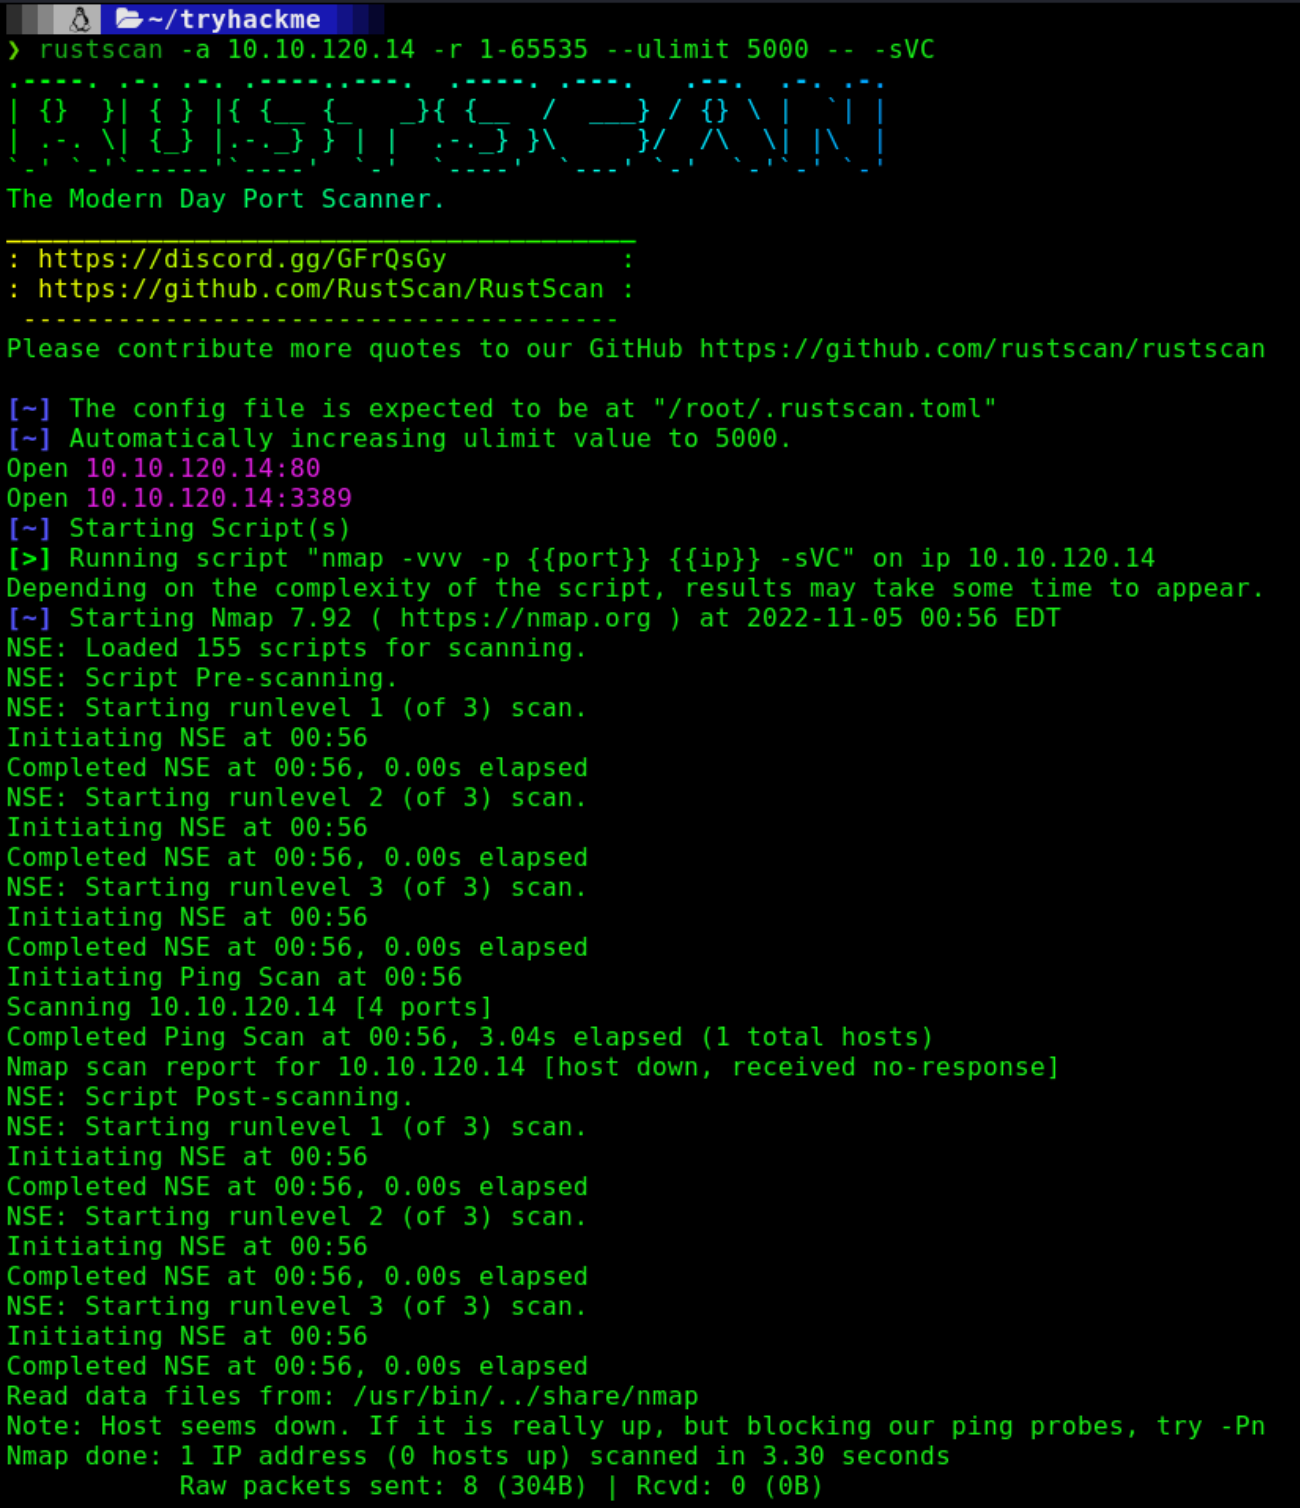 ~/tryhackme
❯ rustscan -a 10.10.120.14 -r 1-65535 --ulimit 5000 -- -sVC
.----. .-. .-. .----..---.  .----. .---.   .--.  .-. .-.
| {}  }| { } |{ {__ {_   _}{ {__  /  ___} / {} \ |  `| |
| .-. \| {_} |.-._} } | |  .-._} }\     }/  /\  \| |\  |
`-' `-'`-----'`----'  `-'  `----'  `---' `-'  `-'`-' `-'
The Modern Day Port Scanner.
________________________________________
: https://discord.gg/GFrQsGy           :
: https://github.com/RustScan/RustScan :
 --------------------------------------
Please contribute more quotes to our GitHub https://github.com/rustscan/rustscan
[~] The config file is expected to be at "/root/.rustscan.toml"
[~] Automatically increasing ulimit value to 5000.
Open 10.10.120.14:80
Open 10.10.120.14:3389
[~] Starting Script(s)
[>] Running script "nmap -vvv -p {{port}} {{ip}} -sVC" on ip 10.10.120.14
Depending on the complexity of the script, results may take some time to appear.
[~] Starting Nmap 7.92 ( https://nmap.org ) at 2022-11-05 00:56 EDT
NSE: Loaded 155 scripts for scanning.
NSE: Script Pre-scanning.
NSE: Starting runlevel 1 (of 3) scan.
Initiating NSE at 00:56
Completed NSE at 00:56, 0.00s elapsed
NSE: Starting runlevel 2 (of 3) scan.
Initiating NSE at 00:56
Completed NSE at 00:56, 0.00s elapsed
NSE: Starting runlevel 3 (of 3) scan.
Initiating NSE at 00:56
Completed NSE at 00:56, 0.00s elapsed
Initiating Ping Scan at 00:56
Scanning 10.10.120.14 [4 ports]
Completed Ping Scan at 00:56, 3.04s elapsed (1 total hosts)
Nmap scan report for 10.10.120.14 [host down, received no-response]
NSE: Script Post-scanning.
NSE: Starting runlevel 1 (of 3) scan.
Initiating NSE at 00:56
Completed NSE at 00:56, 0.00s elapsed
NSE: Starting runlevel 2 (of 3) scan.
Initiating NSE at 00:56
Completed NSE at 00:56, 0.00s elapsed
NSE: Starting runlevel 3 (of 3) scan.
Initiating NSE at 00:56
Completed NSE at 00:56, 0.00s elapsed
Read data files from: /usr/bin/../share/nmap
Note: Host seems down. If it is really up, but blocking our ping probes, try -Pn
Nmap done: 1 IP address (0 hosts up) scanned in 3.30 seconds
           Raw packets sent: 8 (304B) | Rcvd: 0 (0B)